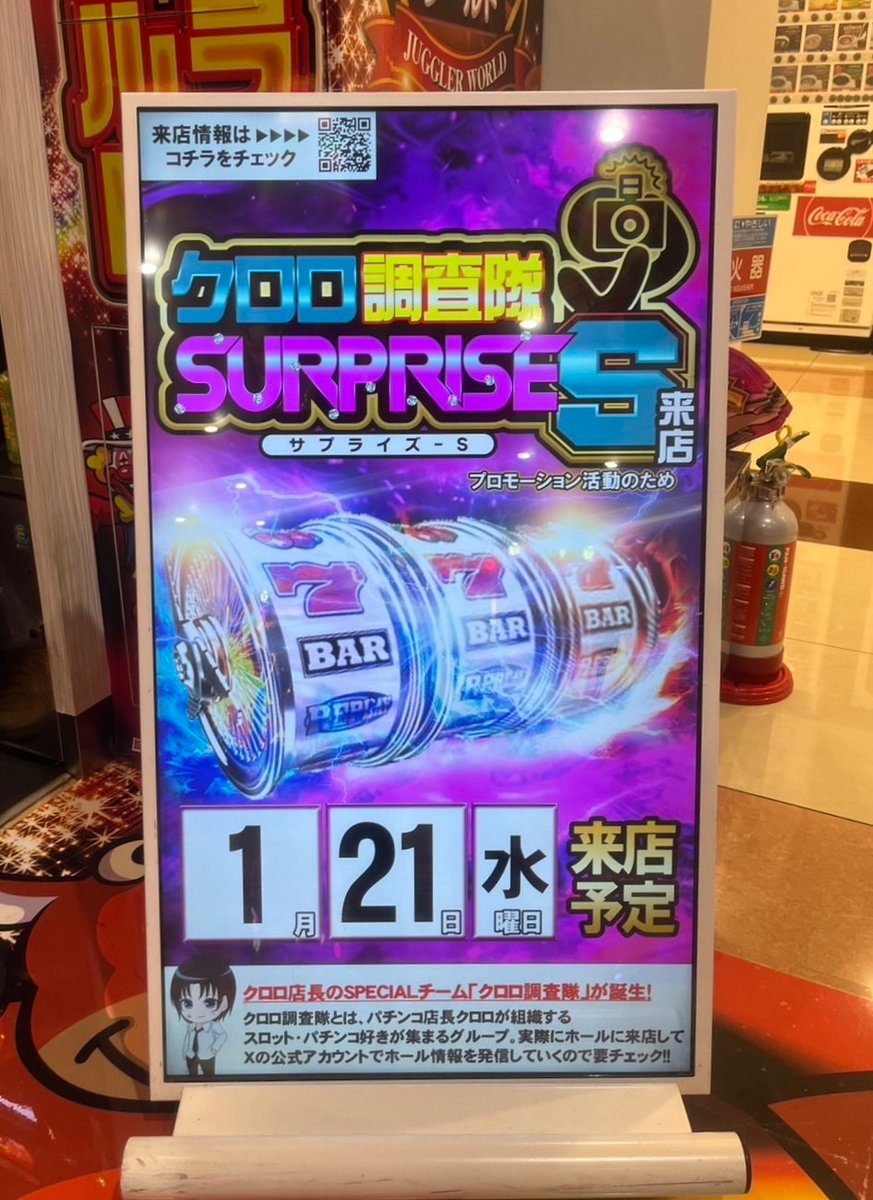 JUGGLER WORLD
来店情報は▶▶▶▶
コチラをチェック
Coca-Cola
クロロ調査隊
SURPRISE S
来店
サプライズ-S
プロモーション活動のため
7 7 7
BAR BAR BAR
REPLAY REPLAY REPLAY
1月 21日 水曜日 来店予定
クロロ店長のSPECIALチーム「クロロ調査隊」が誕生!
クロロ調査隊とは、パチンコ店長クロロが組織する
スロット・パチンコ好きが集まるグループ。実際にホールに来店して
Xの公式アカウントでホール情報を発信していくので要チェック!!